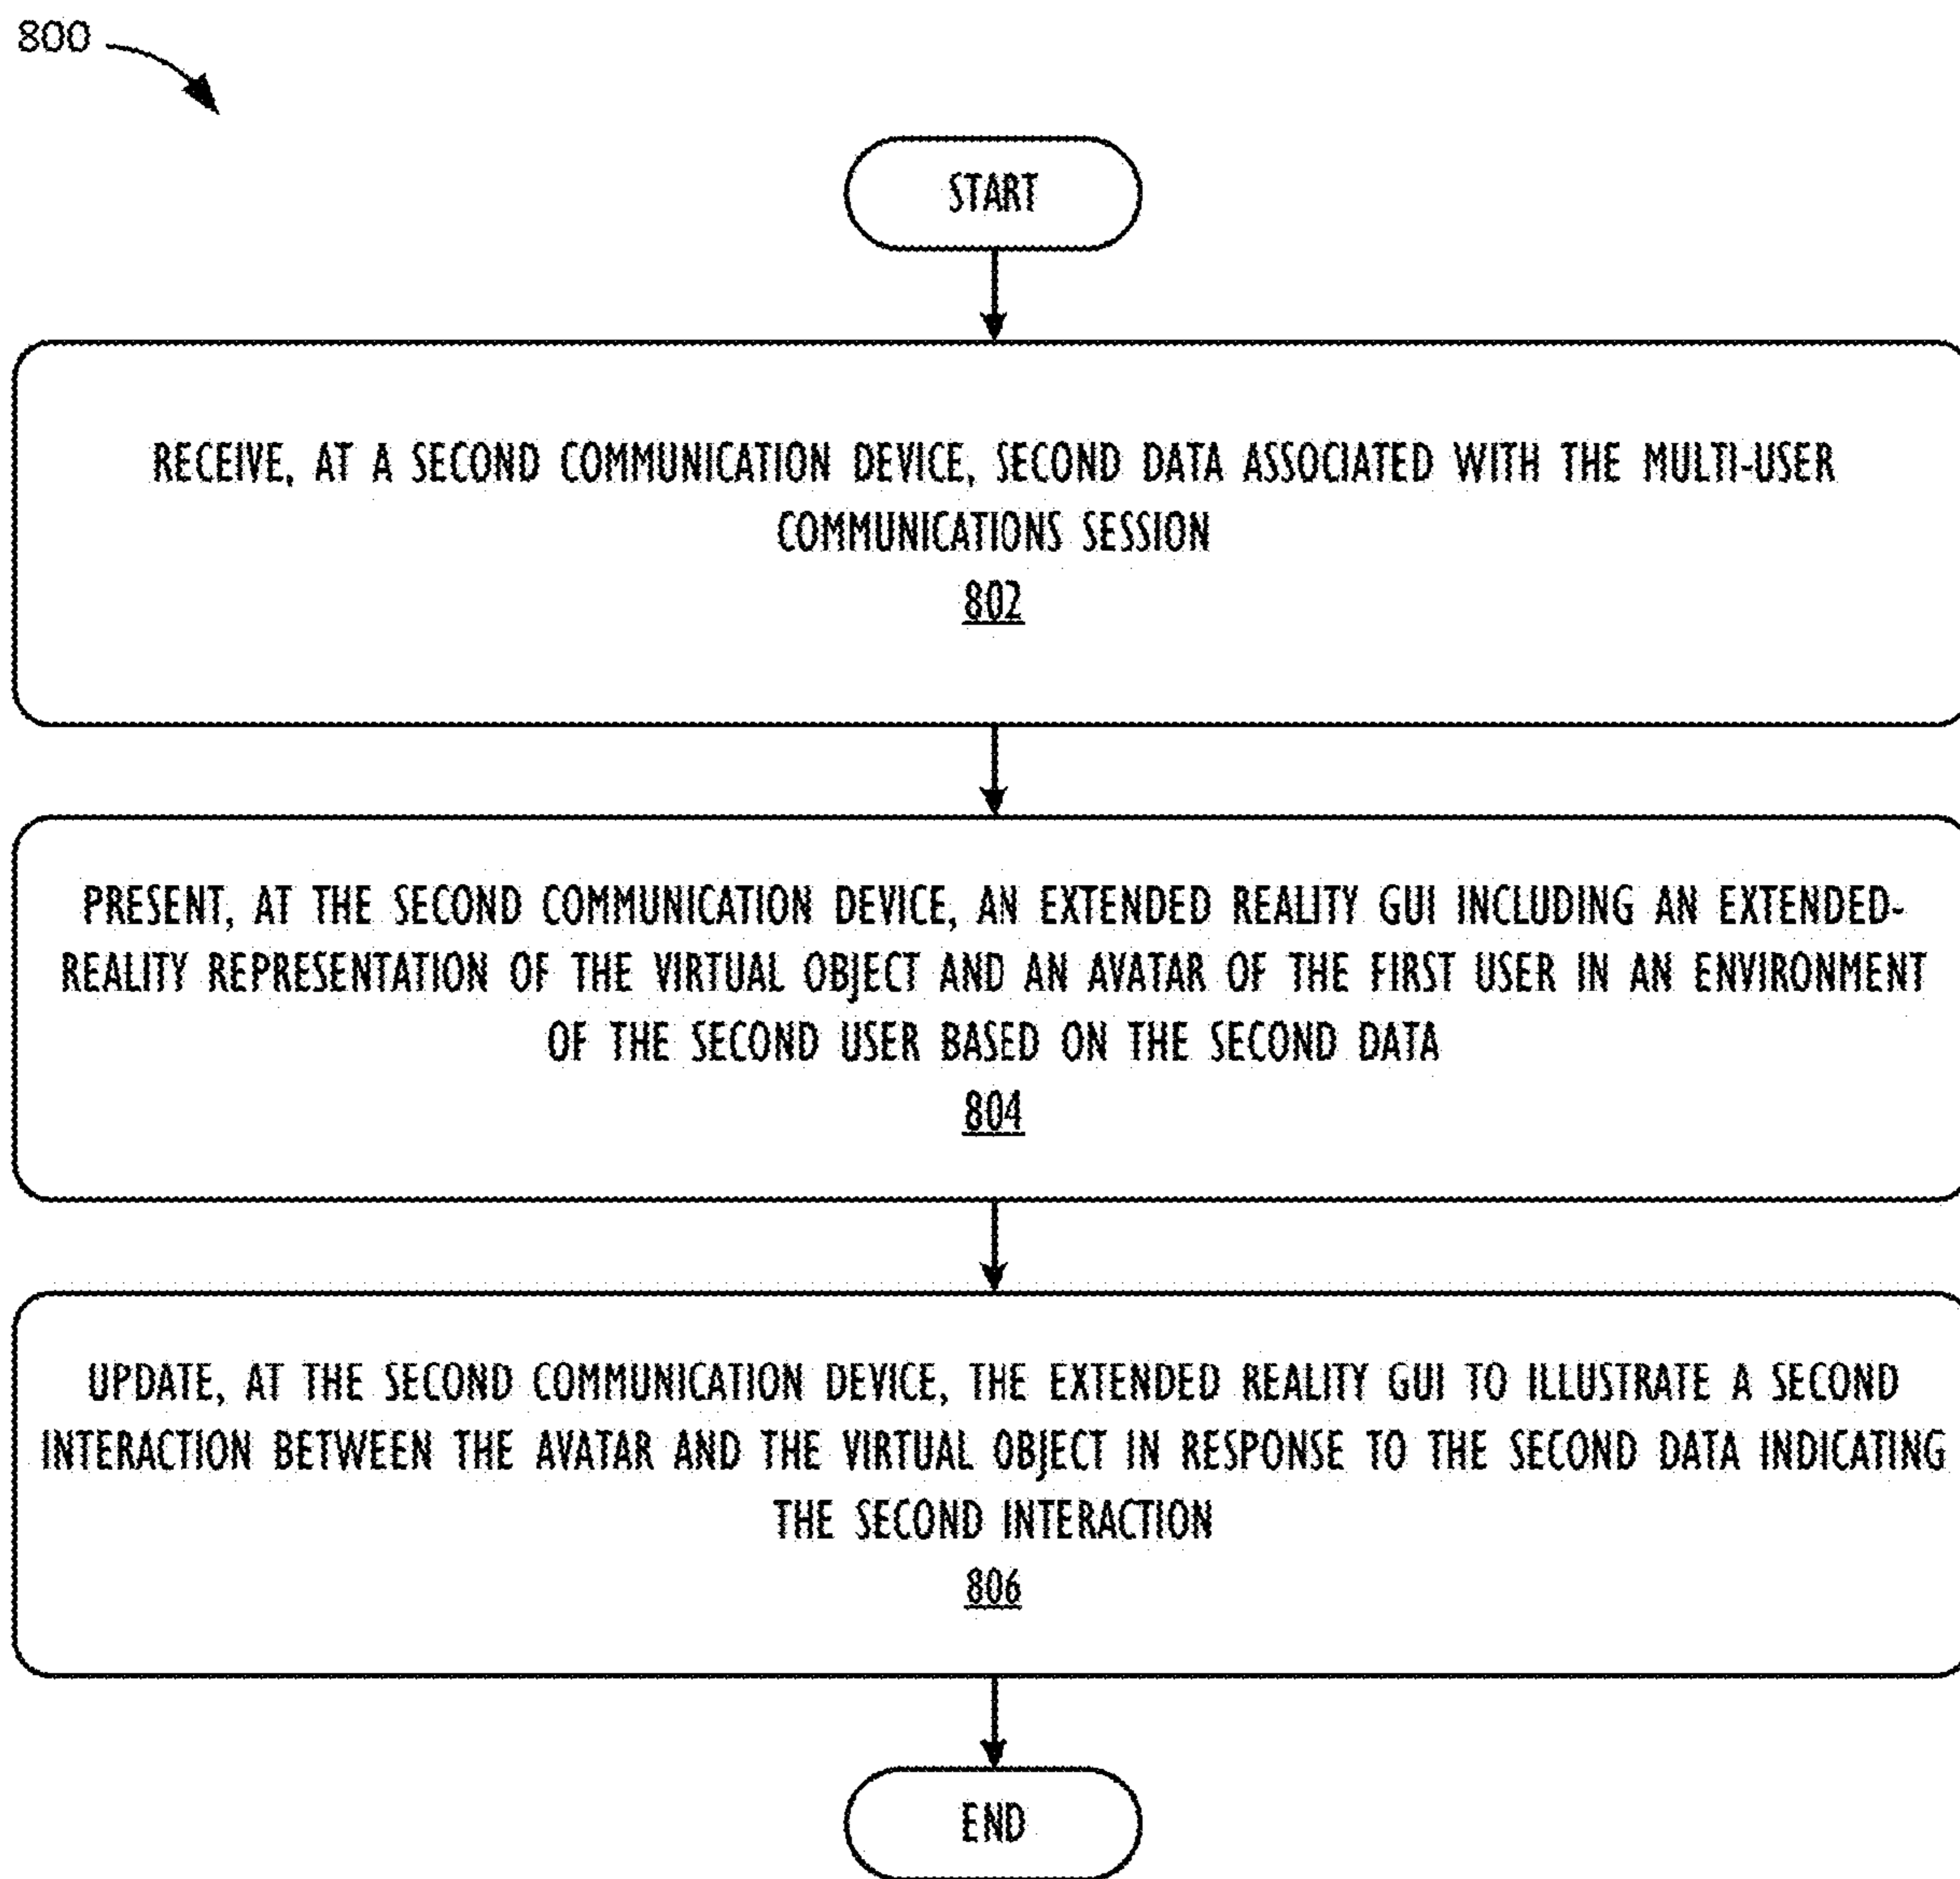 800
START
RECEIVE, AT A SECOND COMMUNICATION DEVICE, SECOND DATA ASSOCIATED WITH THE MULTI-USER
COMMUNICATIONS SESSION
802
PRESENT, AT THE SECOND COMMUNICATION DEVICE, AN EXTENDED REALITY GUI INCLUDING AN EXTENDED-
REALITY REPRESENTATION OF THE VIRTUAL OBJECT AND AN AVATAR OF THE FIRST USER IN AN ENVIRONMENT
OF THE SECOND USER BASED ON THE SECOND DATA
804
UPDATE, AT THE SECOND COMMUNICATION DEVICE, THE EXTENDED REALITY GUI TO ILLUSTRATE A SECOND
INTERACTION BETWEEN THE AVATAR AND THE VIRTUAL OBJECT IN RESPONSE TO THE SECOND DATA INDICATING
THE SECOND INTERACTION
806
END